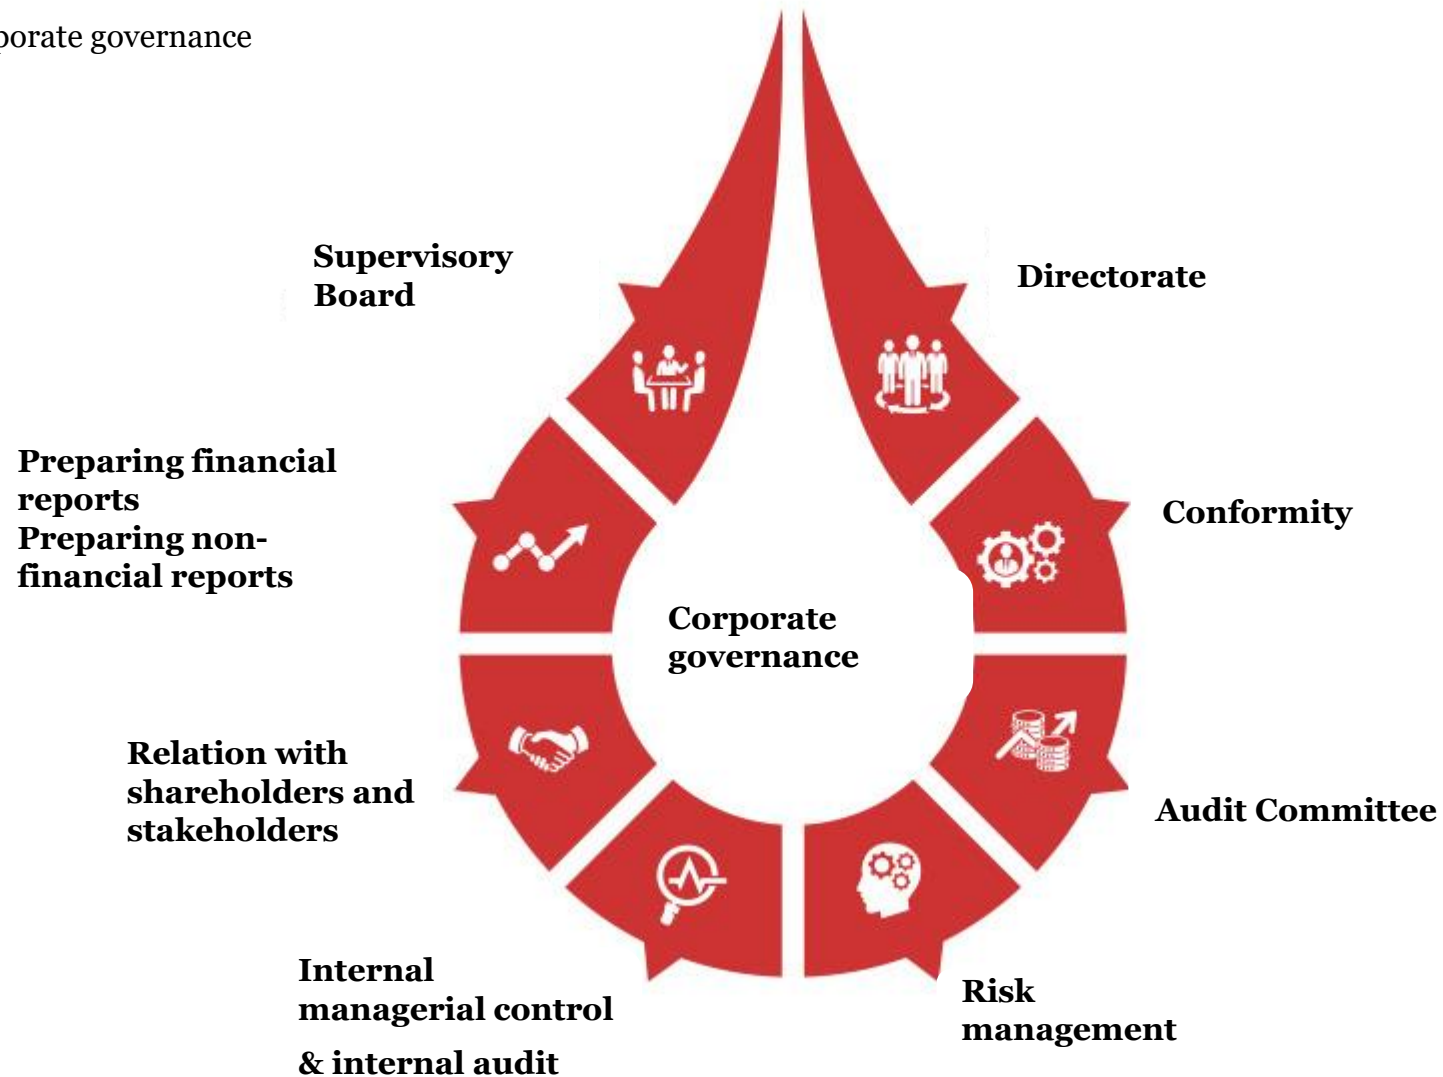 porate governance
Supervisory
Board
Directorate
Preparing financial
reports
Preparing non-
financial reports
Conformity
Corporate
governance
Relation with
shareholders and
stakeholders
Audit Committee
Internal
managerial control
& internal audit
Risk
management